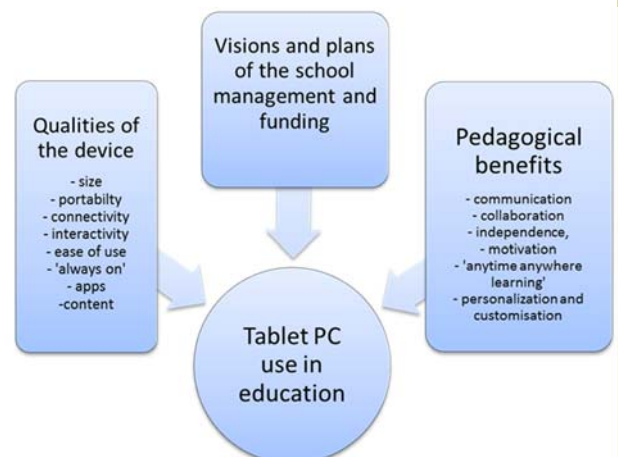 Visions and plans
of the school
management and
funding
Qualities of
the device
- size
- portabilty
- connectivity
- interactivity
- ease of use
- 'always on'
- apps
-content
Pedagogical
benefits
- communication
- collaboration
- independence,
- motivation
- 'anytime anywhere
learning'
- personalization and
customisation
Tablet PC
use in
education